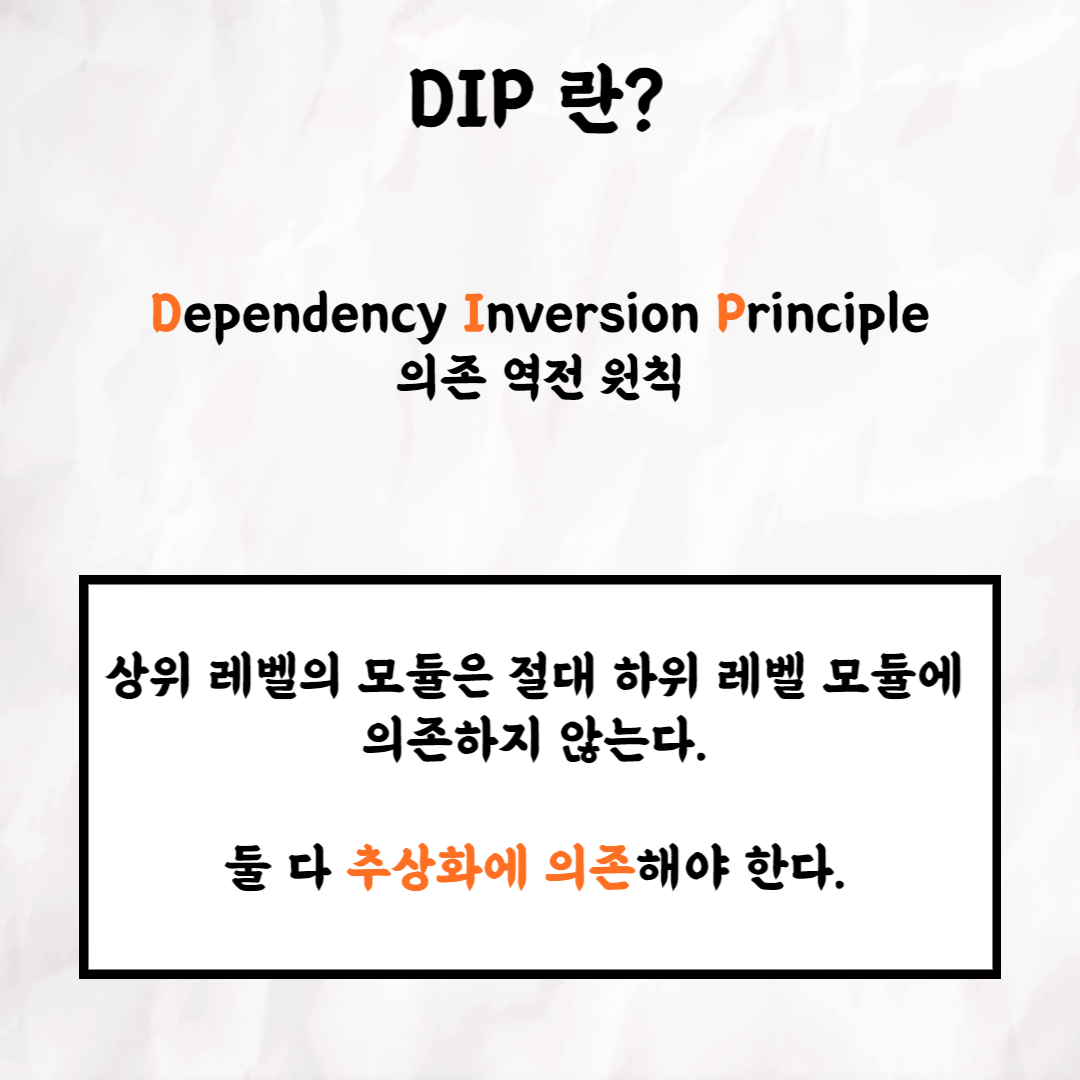 DIP 란?
Dependency Inversion Principle
의존 역전 원칙
상위 레벨의 모듈은 절대 하위 레벨 모듈에
의존하지 않는다.
둘 다 추상화에 의존해야 한다.